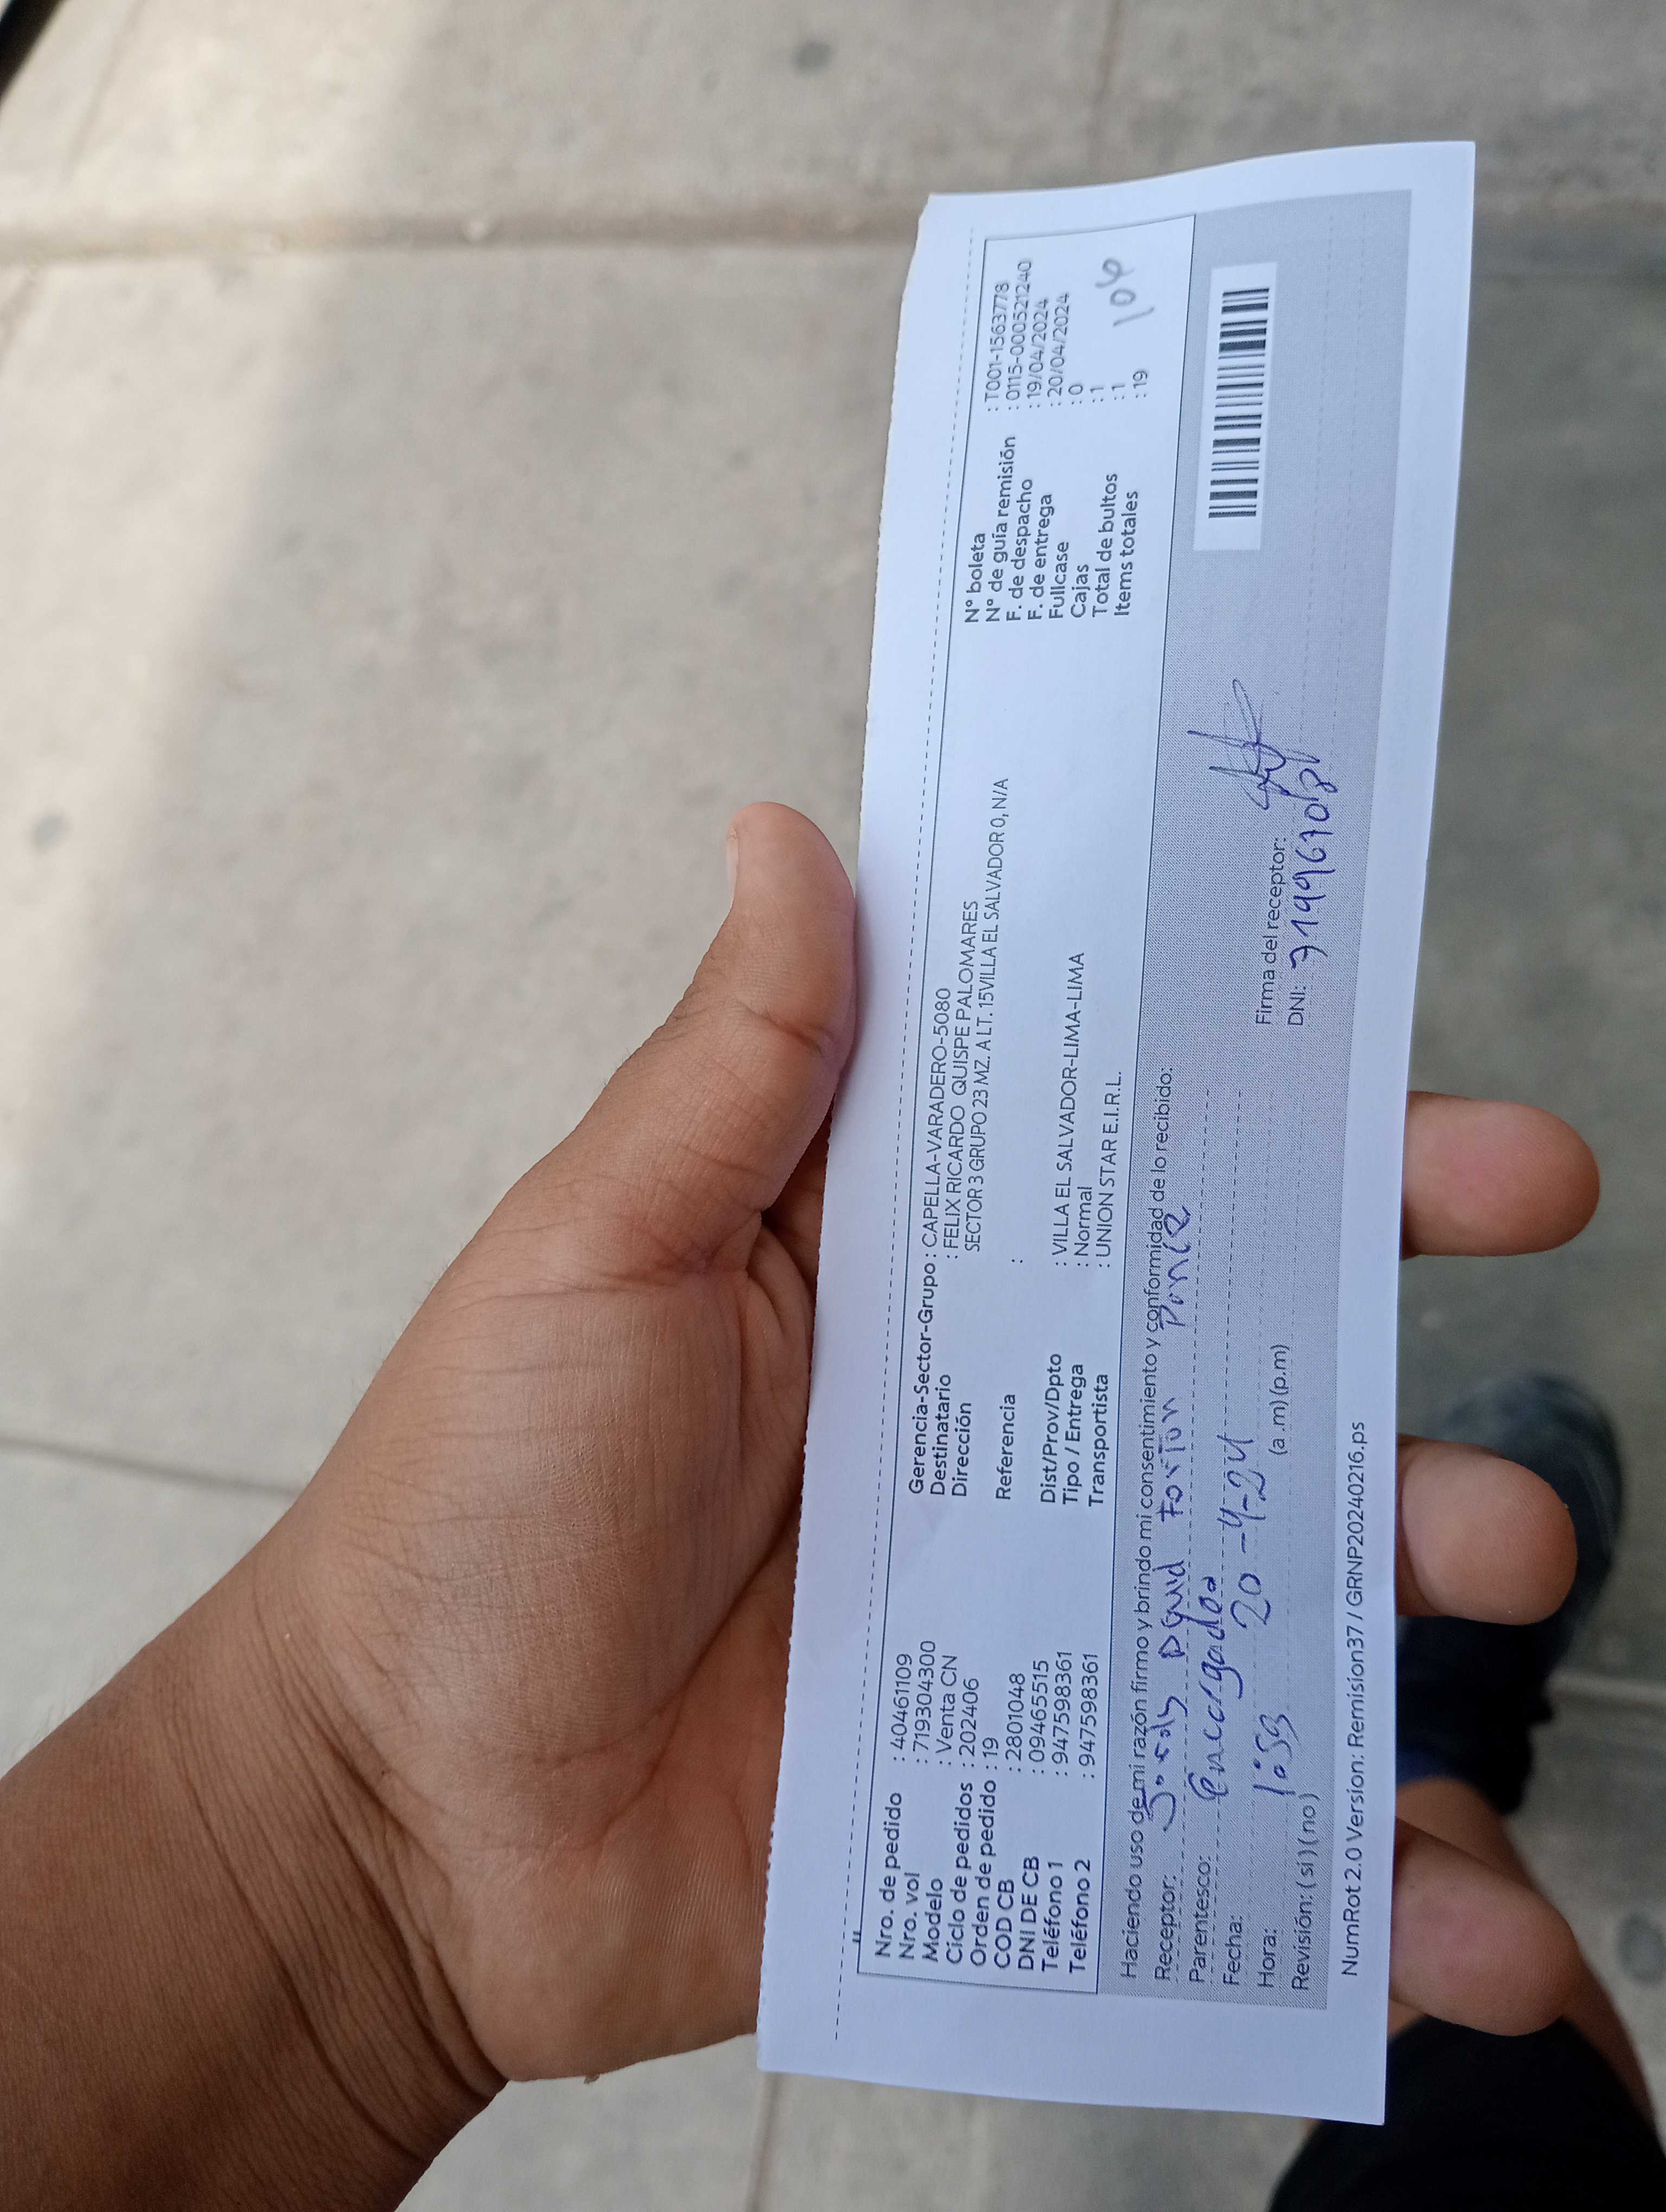 Nro. de pedido : 40461109
Nro. vol : 719304300
Modelo : Venta CN
Ciclo de pedidos : 202406
Orden de pedido : 19
COD CB : 2801048
DNI DE CB : 09465515
Teléfono 1 : 947598361
Teléfono 2 : 947598361
Gerencia-Sector-Grupo : CAPELLA-VARADERO-5080
Destinatario : FELIX RICARDO QUISPE PALOMARES
Dirección SECTOR 3 GRUPO 23 MZ. A LT. 15VILLA EL SALVADOR 0, N/A
Referencia :
Dist/Prov/Dpto : VILLA EL SALVADOR-LIMA-LIMA
Tipo / Entrega : Normal
Transportista : UNION STAR E.I.R.L.
N° boleta : T001-1563778
N° de guía remisión : 0115-000521240
F. de despacho : 19/04/2024
F. de entrega : 20/04/2024
Fullcase : 0
Cajas : 1
Total de bultos : 1
Items totales : 19
106
Haciendo uso de mi razón firmo y brindo mi consentimiento y conformidad de lo recibido:
Receptor: David Ponce
Parentesco: encargado
Fecha: 20-4-24
Hora: 1:59 (a .m) (p.m)
Revisión: ( sí ) ( no )
Firma del receptor:
DNI:
NumRot 2.0 Version: Remision37 / GRNP20240216.ps